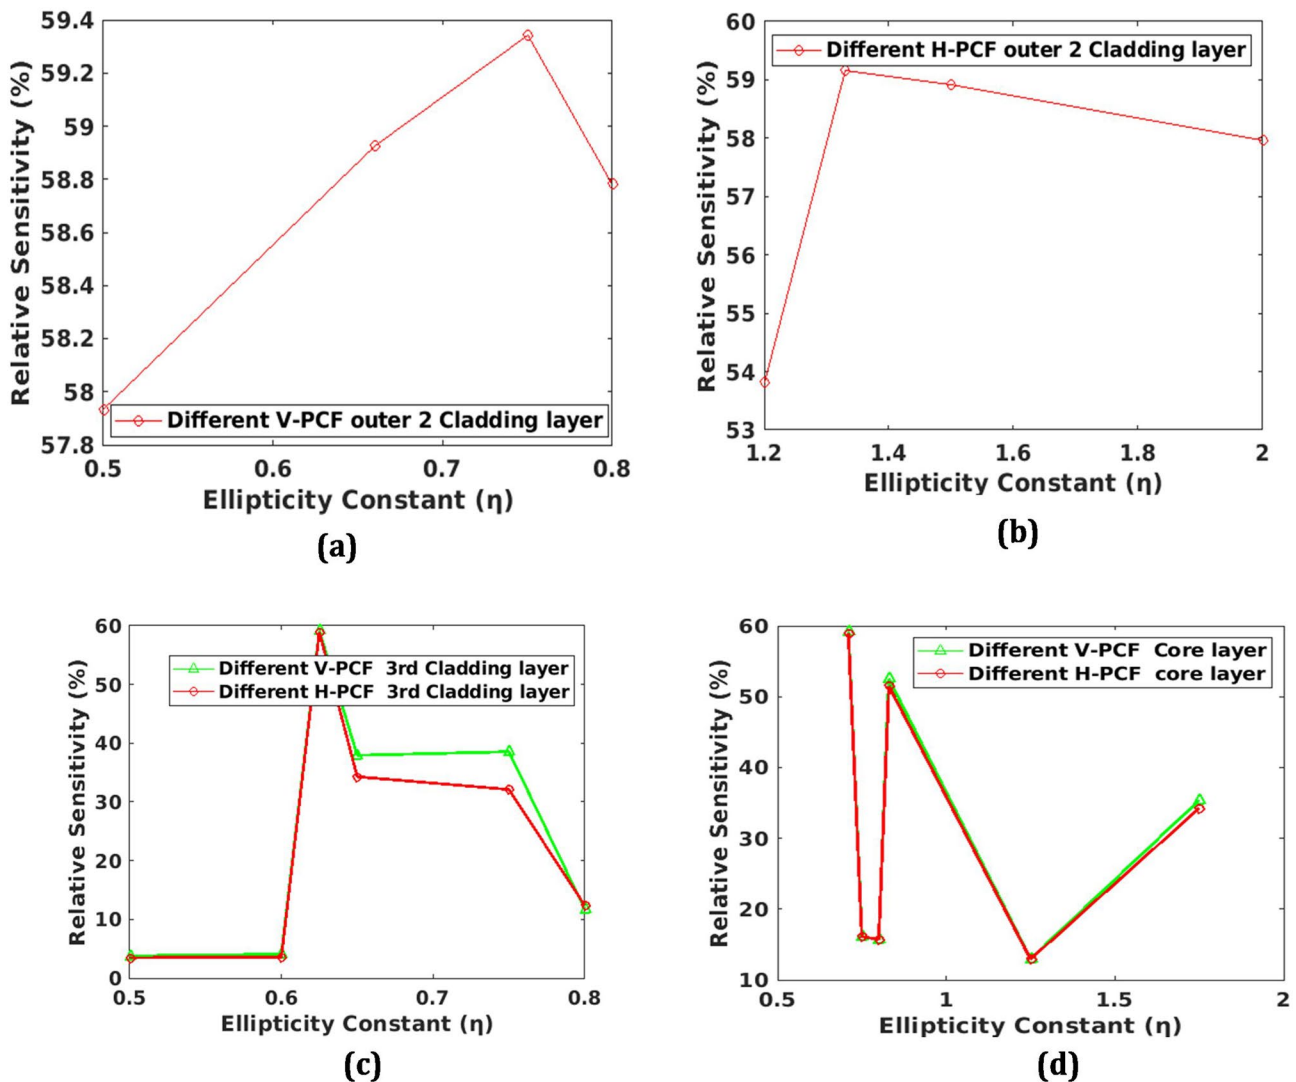 59.4
59.2
59
58.8
58.6
58.4
58.2
58
57.8
Relative Sensitivity (%)
Different V-PCF outer 2 Cladding layer
0.5 0.6 0.7 0.8
Ellipticity Constant (η)
(a)
60
59
58
57
56
55
54
53
Relative Sensitivity (%)
Different H-PCF outer 2 Cladding layer
1.2 1.4 1.6 1.8 2
Ellipticity Constant (η)
(b)
60
50
40
30
20
10
0
Relative Sensitivity (%)
Different V-PCF 3rd Cladding layer
Different H-PCF 3rd Cladding layer
0.5 0.6 0.7 0.8
Ellipticity Constant (η)
(c)
60
50
40
30
20
10
Relative Sensitivity (%)
Different V-PCF Core layer
Different H-PCF core layer
0.5 1 1.5 2
Ellipticity Constant (η)
(d)